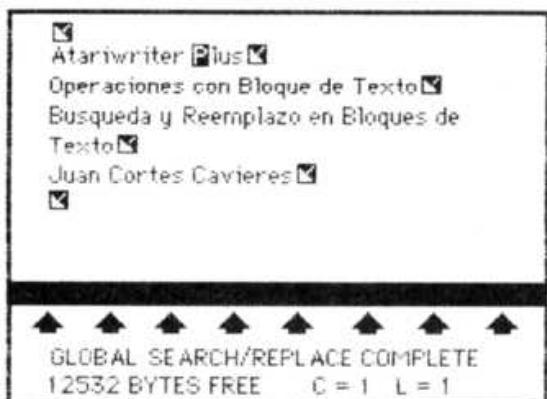 Atariwriter Plus
Operaciones con Bloque de Texto
Busqueda y Reemplazo en Bloques de
Texto
Juan Cortes Cavieres
GLOBAL SEARCH/REPLACE COMPLETE
12532 BYTES FREE C = 1 L = 1